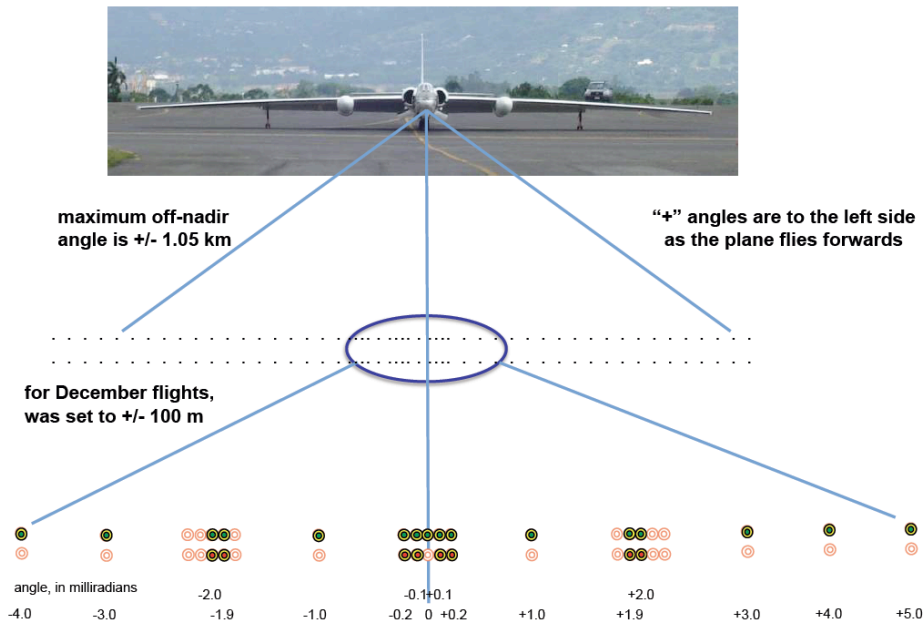 maximum off-nadir
angle is +/- 1.05 km
“+” angles are to the left side
as the plane flies forwards
for December flights,
was set to +/- 100 m
angle, in milliradians
-2.0 -0.1 +0.1 +2.0
-4.0 -3.0 -1.9 -1.0 -0.2 0 +0.2 +1.0 +1.9 +3.0 +4.0 +5.0